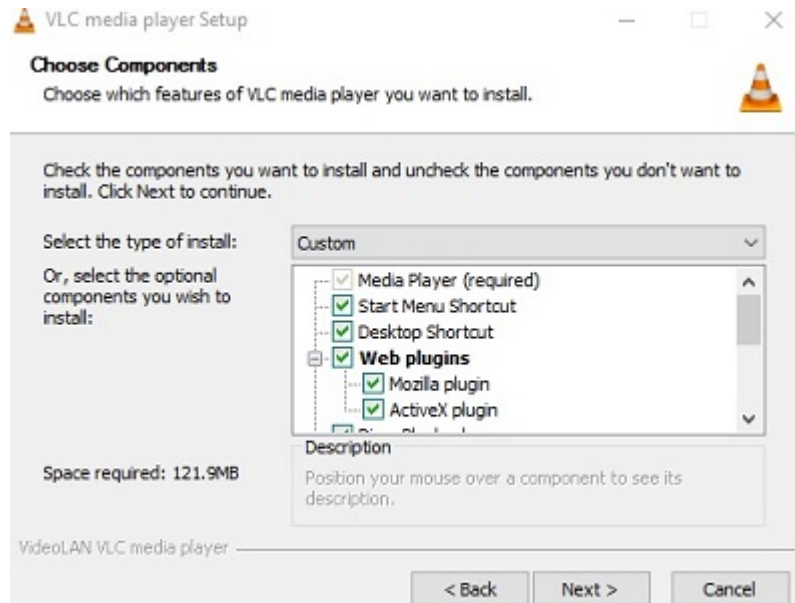 VLC media player Setup
Choose Components
Choose which features of VLC media player you want to install.
Check the components you want to install and uncheck the components you don't want to
install. Click Next to continue.
Select the type of install:
Custom
Or, select the optional
components you wish to
install:
Media Player (required)
Start Menu Shortcut
Desktop Shortcut
Web plugins
Mozilla plugin
ActiveX plugin
Space required: 121.9MB
Description
Position your mouse over a component to see its
description.
VideoLAN VLC media player
< Back
Next >
Cancel